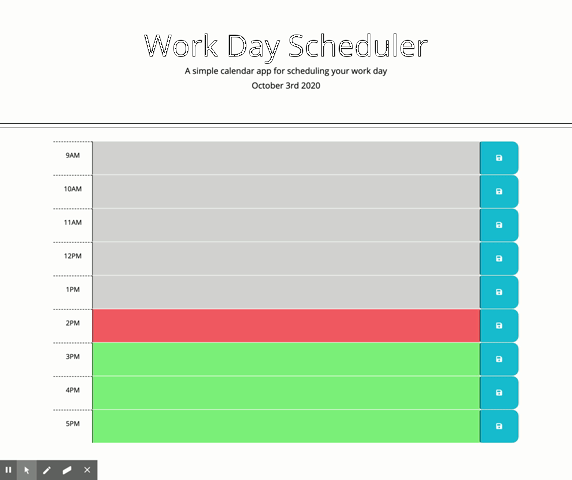 Work Day Scheduler
A simple calendar app for scheduling your work day
October 3rd 2020
9AM
10AM
11AM
12PM
1PM
2PM
3PM
4PM
5PM